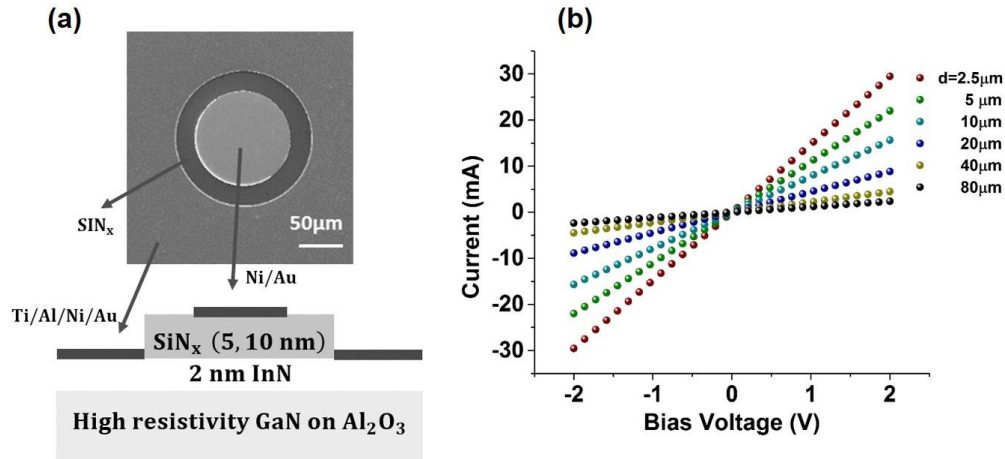 (a)
50μm
SINx
Ni/Au
Ti/Al/Ni/Au
SiNx (5, 10 nm)
2 nm InN
High resistivity GaN on Al2O3
(b)
Current (mA)
30
20
10
0
-10
-20
-30
-2
-1
0
1
2
Bias Voltage (V)
d=2.5μm
5 μm
10μm
20μm
40μm
80μm